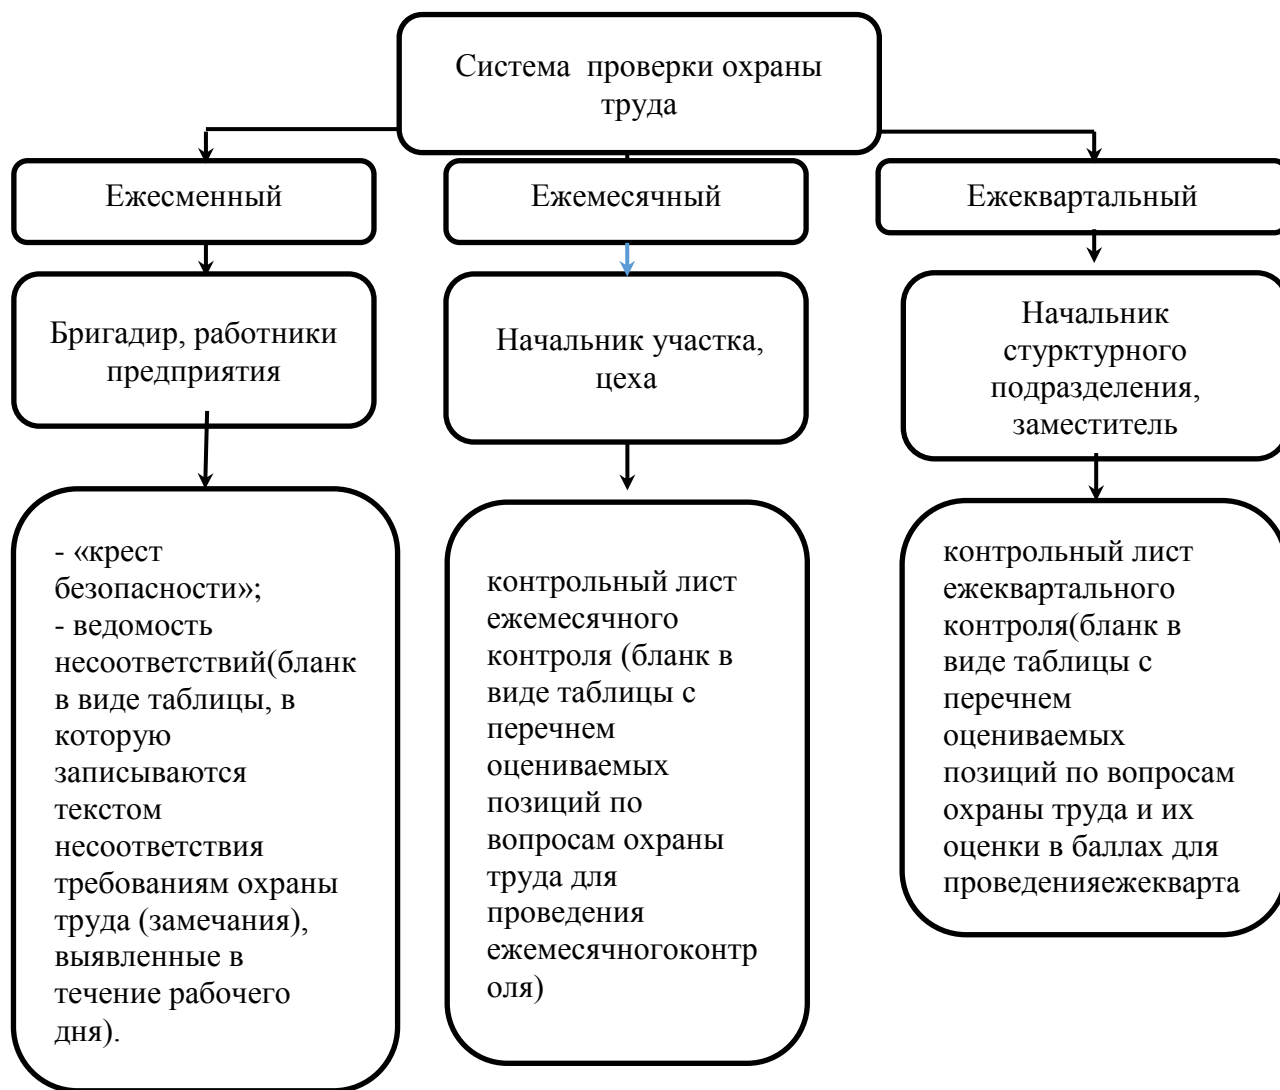 Система проверки охраны
труда
Ежесменный
Ежемесячный
Ежеквартальный
Бригадир, работники
предприятия
Начальник участка,
цеха
Начальник
стурктурного
подразделения,
заместитель
- «крест
безопасности»;
- ведомость
несоответствий(бланк
в виде таблицы, в
которую
записываются
текстом
несоответствия
требованиям охраны
труда (замечания),
выявленные в
течение рабочего
дня).
контрольный лист
ежемесячного
контроля (бланк в
виде таблицы с
перечнем
оцениваемых
позиций по
вопросам охраны
труда для
проведения
ежемесячногоконтр
оля)
контрольный лист
ежеквартального
контроля(бланк в
виде таблицы с
перечнем
оцениваемых
позиций по вопросам
охраны труда и их
оценки в баллах для
проведенияежекварта